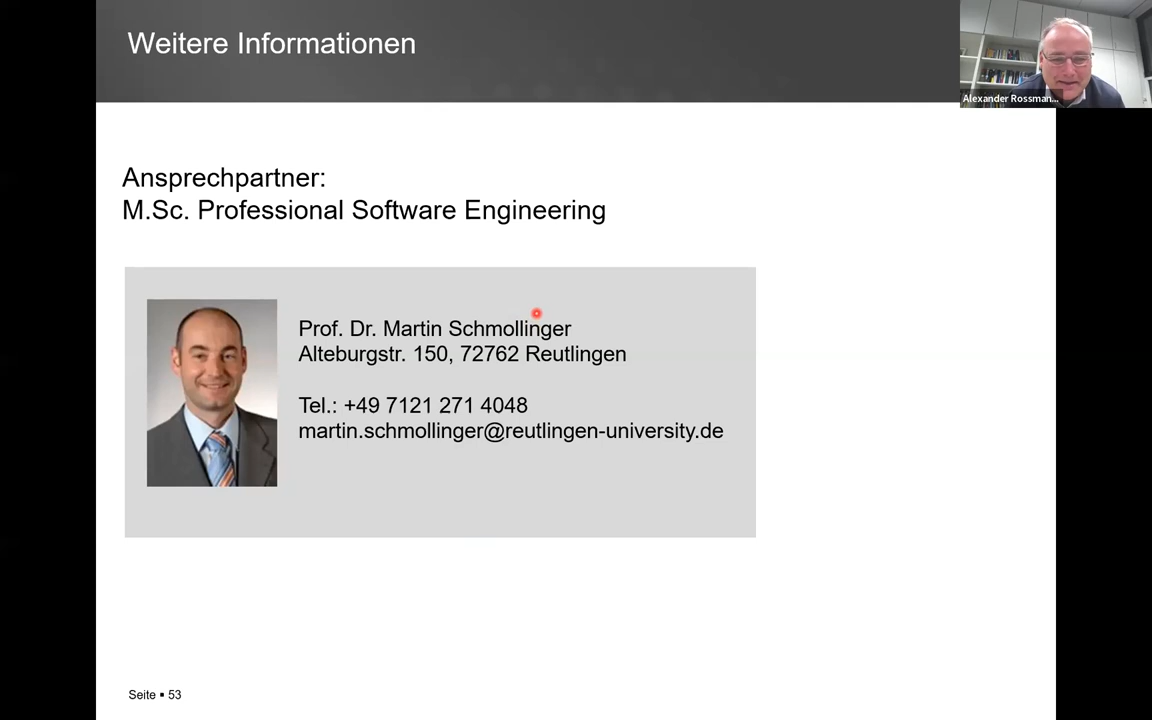 Weitere Informationen
Alexander Rossman...
Ansprechpartner:
M.Sc. Professional Software Engineering
Prof. Dr. Martin Schmollinger
Alteburgstr. 150, 72762 Reutlingen
Tel.: +49 7121 271 4048
martin.schmollinger@reutlingen-university.de
Seite ▪ 53